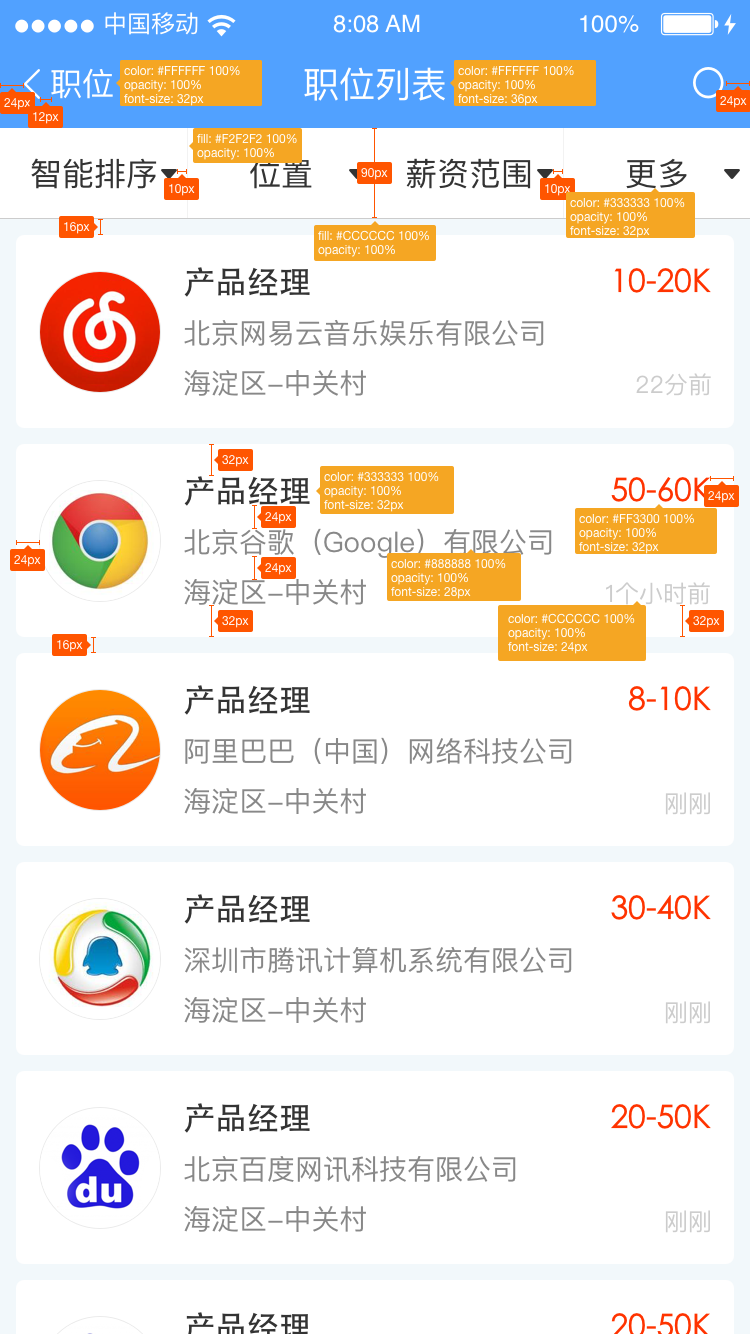 中国移动 8:08 AM 100%
职位 职位列表
color: #FFFFFF 100%
opacity: 100%
font-size: 32px
color: #FFFFFF 100%
opacity: 100%
font-size: 36px
24px
12px
24px
fill: #F2F2F2 100%
opacity: 100%
智能排序 位置 薪资范围 更多
10px
90px
10px
color: #333333 100%
opacity: 100%
font-size: 32px
16px
fill: #CCCCCC 100%
opacity: 100%
产品经理 10-20K
北京网易云音乐娱乐有限公司
海淀区–中关村 22分前
32px
产品经理 50-60K
color: #333333 100%
opacity: 100%
font-size: 32px
24px
24px
color: #FF3300 100%
opacity: 100%
font-size: 32px
北京谷歌（Google）有限公司
24px
24px
color: #888888 100%
opacity: 100%
font-size: 28px
海淀区–中关村 1个小时前
32px
color: #CCCCCC 100%
opacity: 100%
font-size: 24px
32px
16px
产品经理 8-10K
阿里巴巴（中国）网络科技公司
海淀区–中关村 刚刚
产品经理 30-40K
深圳市腾讯计算机系统有限公司
海淀区–中关村 刚刚
产品经理 20-50K
北京百度网讯科技有限公司
du
海淀区–中关村 刚刚
产品经理 20-50K